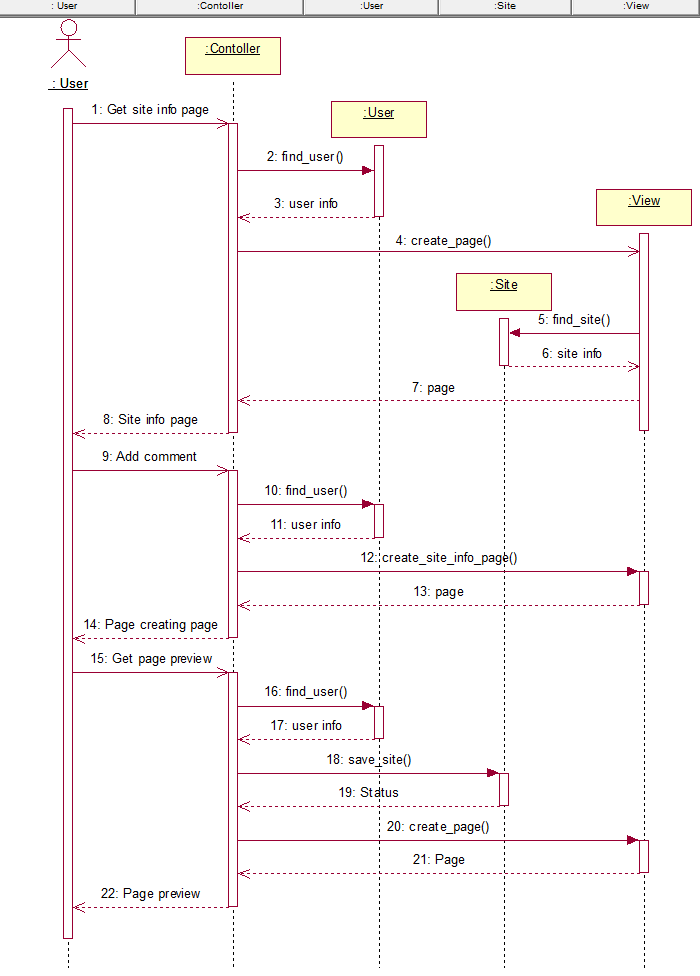 : User
:Contoller
:User
:Site
:View
: User
:Contoller
1: Get site info page
:User
2: find_user()
3: user info
:View
4: create_page()
:Site
5: find_site()
6: site info
7: page
8: Site info page
9: Add comment
10: find_user()
11: user info
12: create_site_info_page()
13: page
14: Page creating page
15: Get page preview
16: find_user()
17: user info
18: save_site()
19: Status
20: create_page()
21: Page
22: Page preview